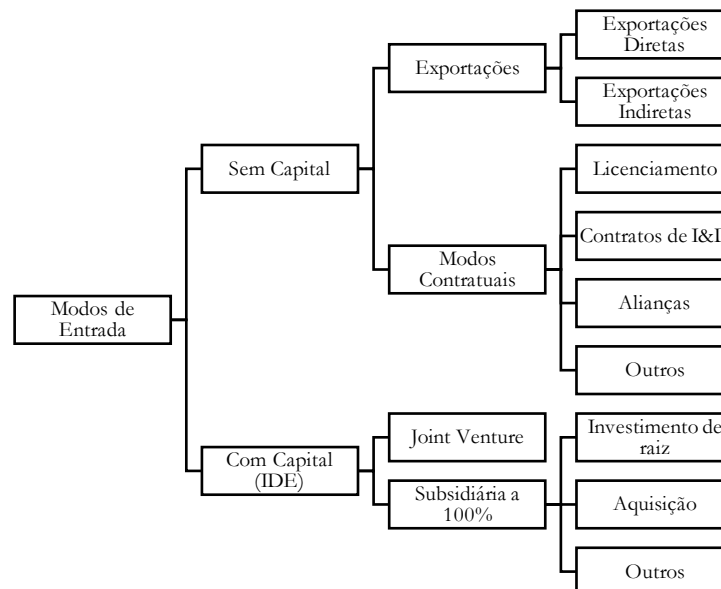 Exportações
Diretas
Exportações
Exportações
Indiretas
Sem Capital
Licenciamento
Contratos de I&D
Modos
Contratuais
Alianças
Modos de
Entrada
Outros
Joint Venture
Investimento de
raiz
Com Capital
(IDE)
Subsidiária a
100%
Aquisição
Outros